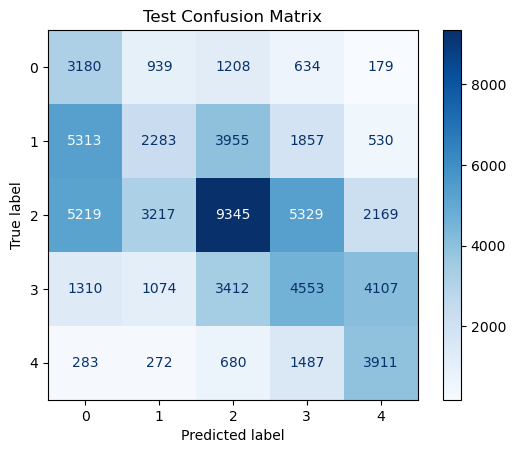 Test Confusion Matrix
0 3180 939 1208 634 179
1 5313 2283 3955 1857 530
2 5219 3217 9345 5329 2169
3 1310 1074 3412 4553 4107
4 283 272 680 1487 3911
0 1 2 3 4
Predicted label
True label
8000
6000
4000
2000